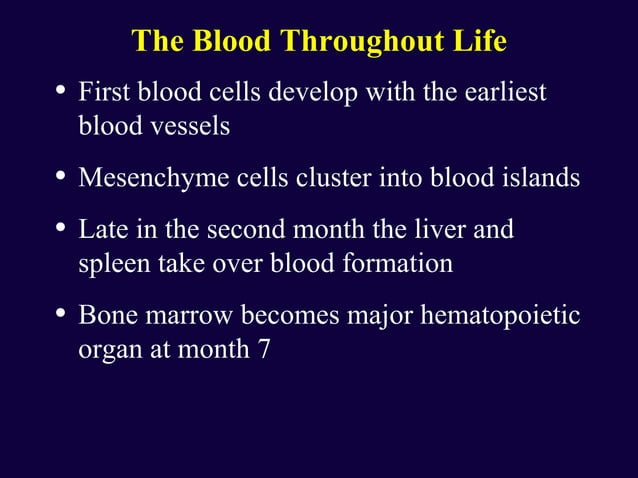 The Blood Throughout Life
• First blood cells develop with the earliest
blood vessels
• Mesenchyme cells cluster into blood islands
• Late in the second month the liver and
spleen take over blood formation
• Bone marrow becomes major hematopoietic
organ at month 7